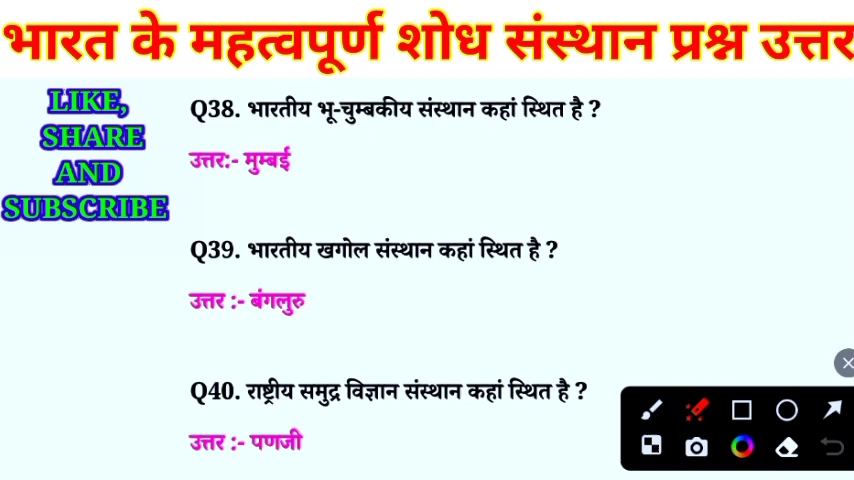 भारत के महत्वपूर्ण शोध संस्थान प्रश्न उत्तर
LIKE,
SHARE
AND
SUBSCRIBE
Q38. भारतीय भू-चुम्बकीय संस्थान कहां स्थित है ?
उत्तर:- मुम्बई
Q39. भारतीय खगोल संस्थान कहां स्थित है ?
उत्तर :- बंगलुरु
Q40. राष्ट्रीय समुद्र विज्ञान संस्थान कहां स्थित है ?
उत्तर :- पणजी